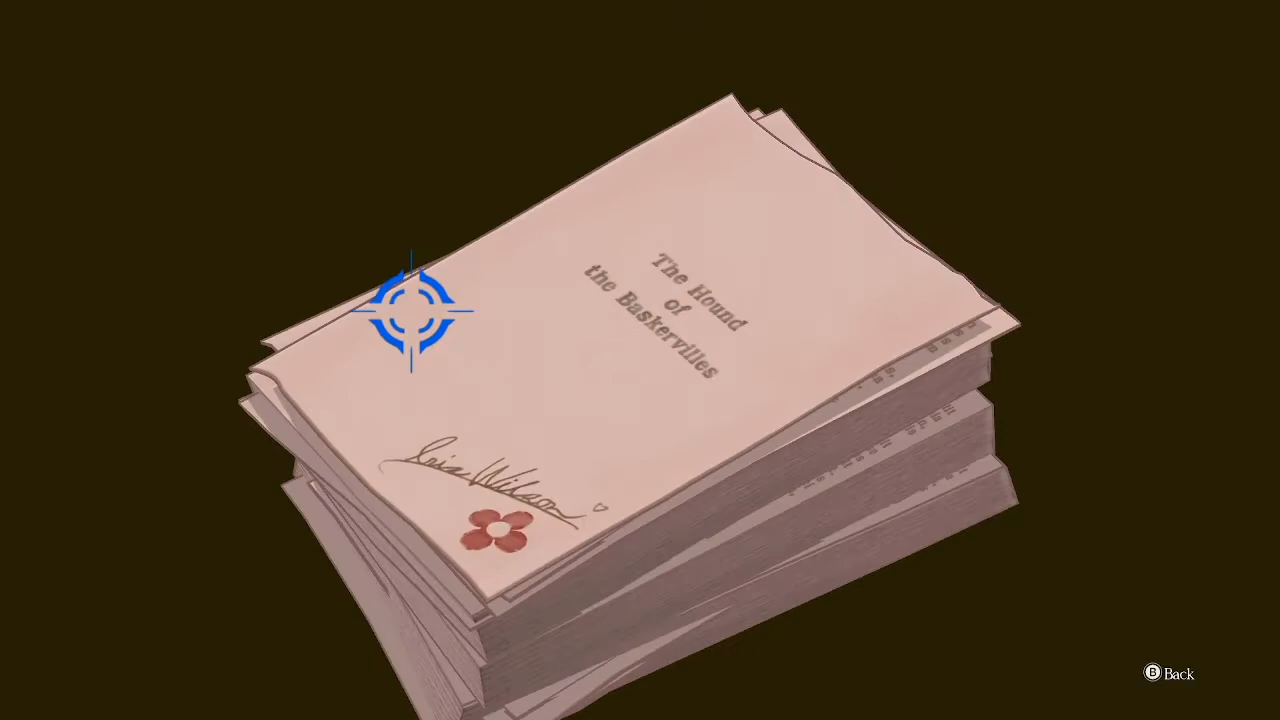 The Hound
of
the Baskervilles
Iris Wilson
B Back